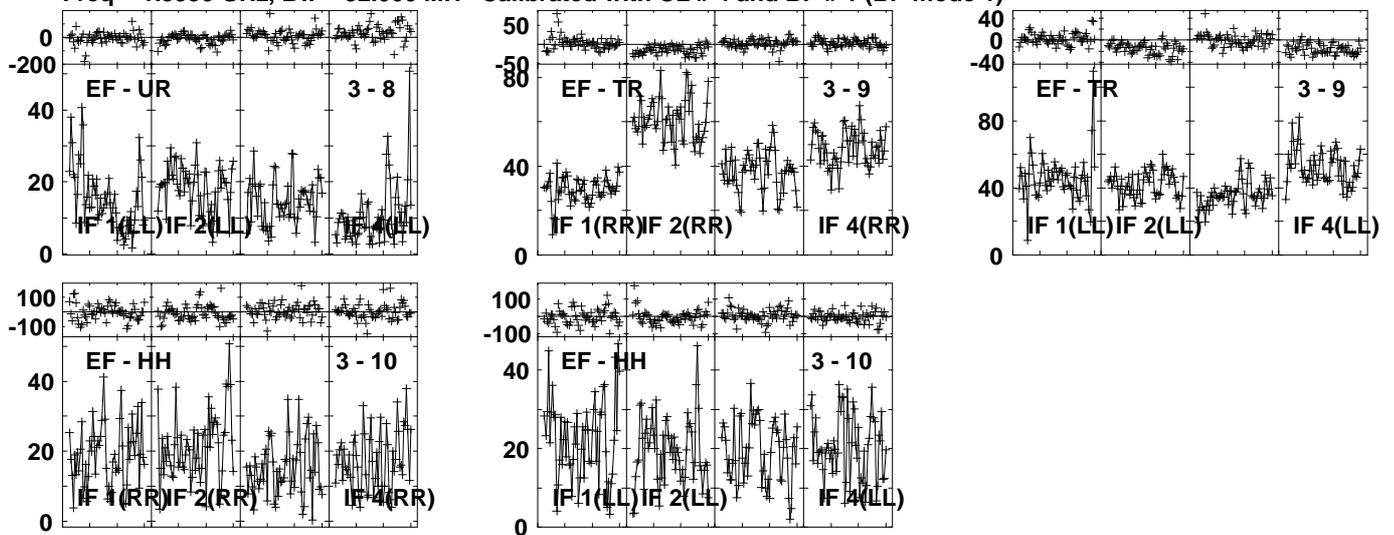 0
-200
EF - UR
3 - 8
40
20
0
IF 1(LL) IF 2(LL) IF 4(LL)
50
-50
80
EF - TR
3 - 9
40
0
IF 1(RR) IF 2(RR) IF 4(RR)
40
0
-40
EF - TR
3 - 9
80
40
0
IF 1(LL) IF 2(LL) IF 4(LL)
100
-100
EF - HH
3 - 10
40
20
0
IF 1(RR) IF 2(RR) IF 4(RR)
100
-100
EF - HH
3 - 10
40
20
0
IF 1(LL) IF 2(LL) IF 4(LL)